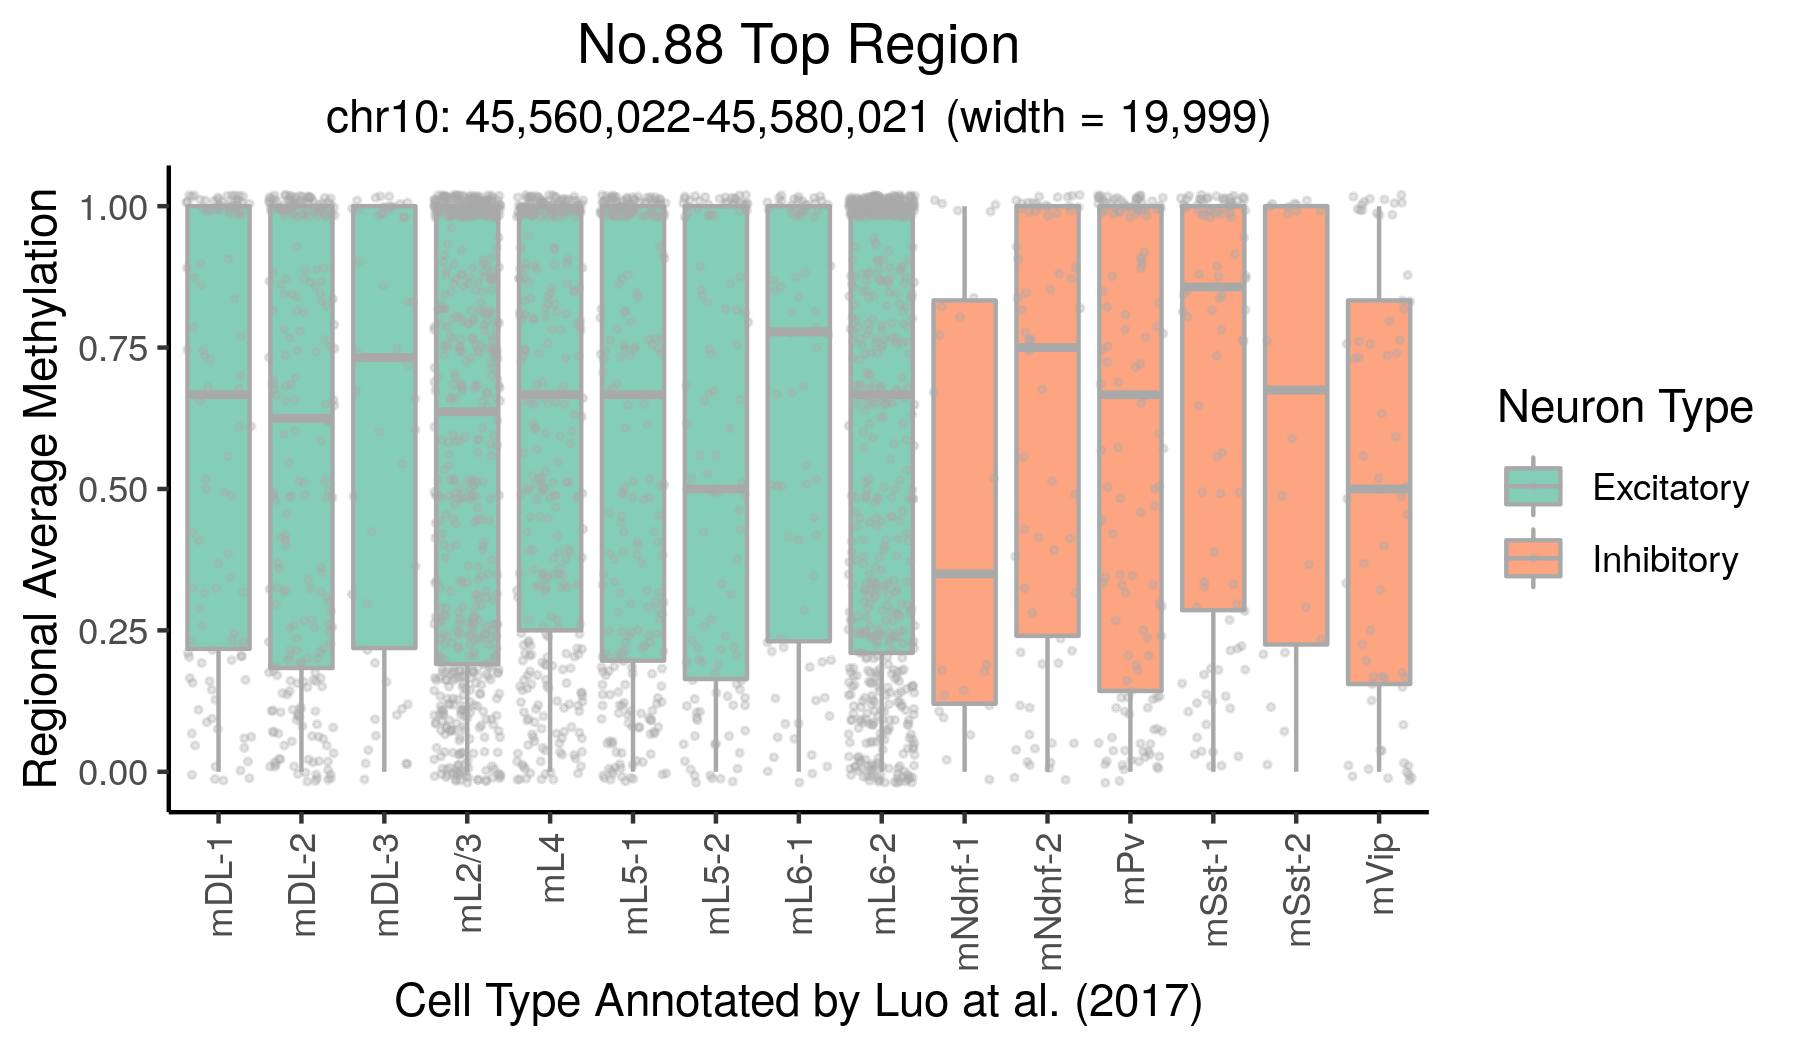 No.88 Top Region
chr10: 45,560,022-45,580,021 (width = 19,999)
Regional Average Methylation
1.00
0.75
0.50
0.25
0.00
mDL-1
mDL-2
mDL-3
mL2/3
mL4
mL5-1
mL5-2
mL6-1
mL6-2
mNdnf-1
mNdnf-2
mPv
mSst-1
mSst-2
mVip
Cell Type Annotated by Luo at al. (2017)
Neuron Type
Excitatory
Inhibitory